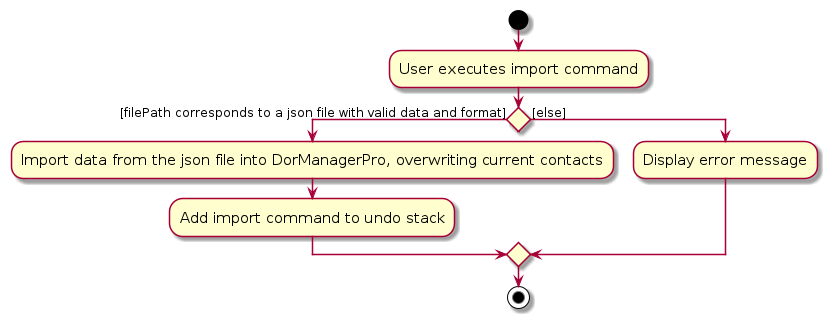 User executes import command
[filePath corresponds to a json file with valid data and format]
[else]
Import data from the json file into DorManagerPro, overwriting current contacts
Display error message
Add import command to undo stack